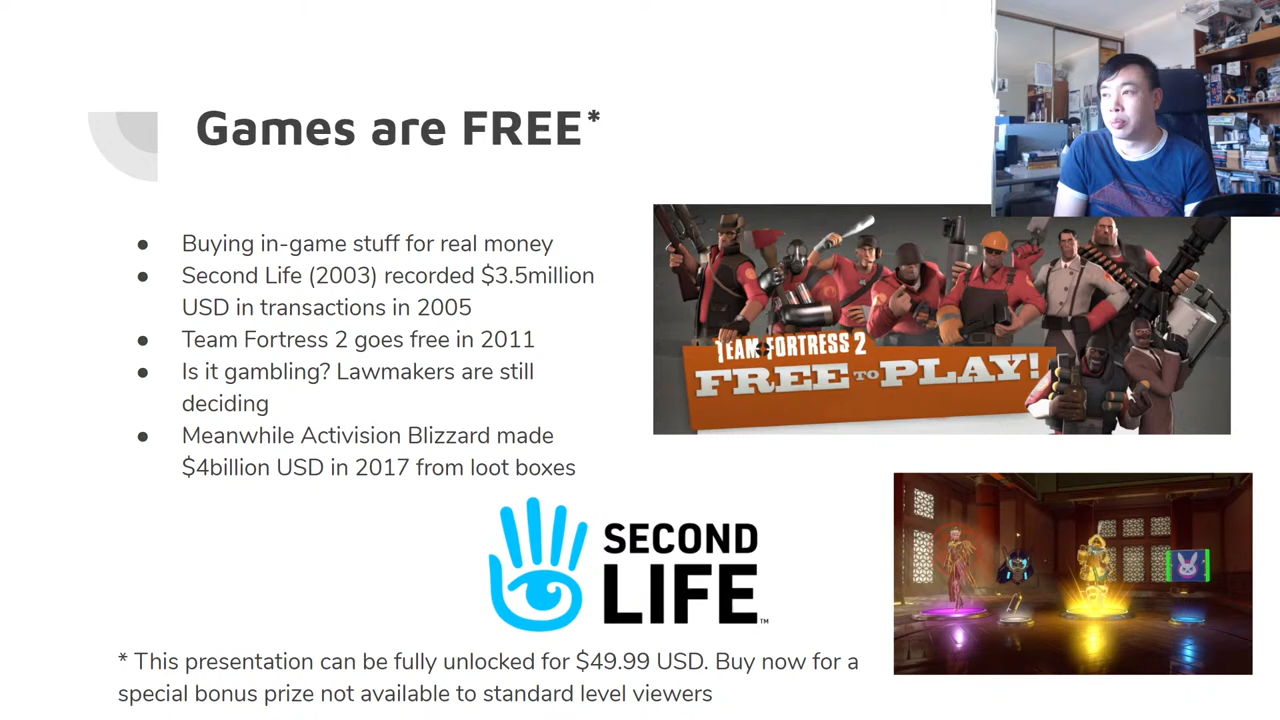 Games are FREE*
Buying in-game stuff for real money
Second Life (2003) recorded $3.5million
USD in transactions in 2005
Team Fortress 2 goes free in 2011
Is it gambling? Lawmakers are still
deciding
Meanwhile Activision Blizzard made
$4billion USD in 2017 from loot boxes
TEAM FORTRESS 2
FREE TO PLAY!
SECOND
LIFE™
* This presentation can be fully unlocked for $49.99 USD. Buy now for a
special bonus prize not available to standard level viewers